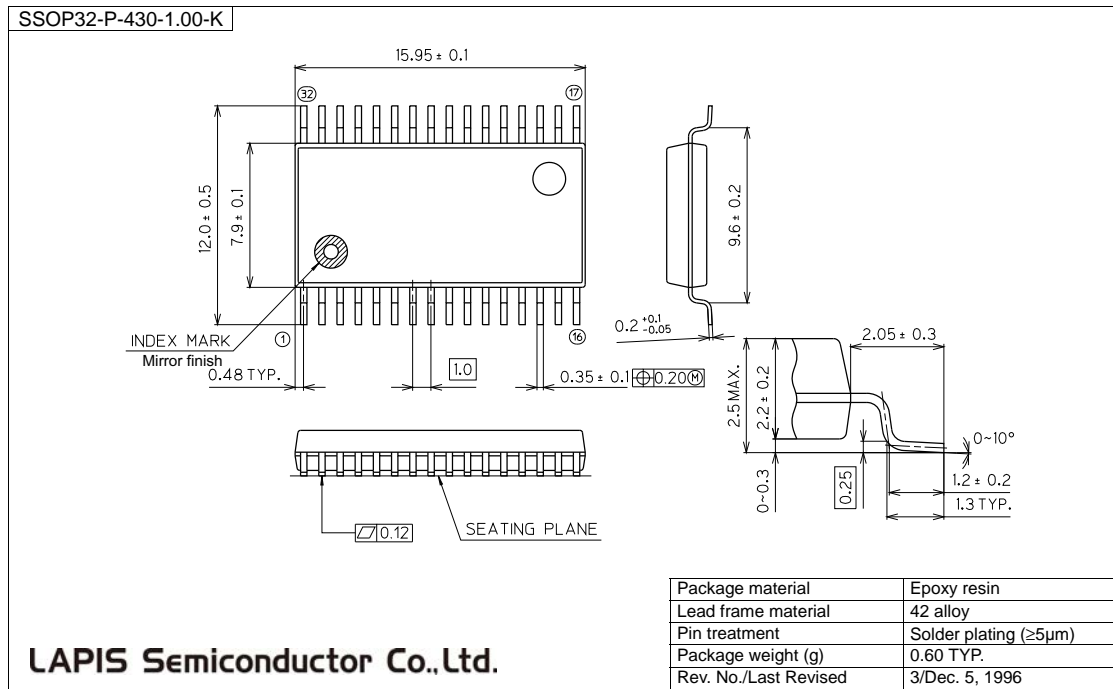 SSOP32-P-430-1.00-K
15.95± 0.1
32
17
12.0± 0.5
7.9± 0.1
9.6± 0.2
INDEX MARK
Mirror finish
1
16
0.48 TYP.
1.0
0.35± 0.1
⌖0.20Ⓜ
0.2 +0.1 -0.05
2.05± 0.3
2.5 MAX.
2.2± 0.2
0~10°
0~0.3
0.25
1.2± 0.2
1.3 TYP.
⏥0.12
SEATING PLANE
Package material Epoxy resin
Lead frame material 42 alloy
Pin treatment Solder plating (≥5µm)
Package weight (g) 0.60 TYP.
Rev. No./Last Revised 3/Dec. 5, 1996
LAPIS Semiconductor Co.,Ltd.